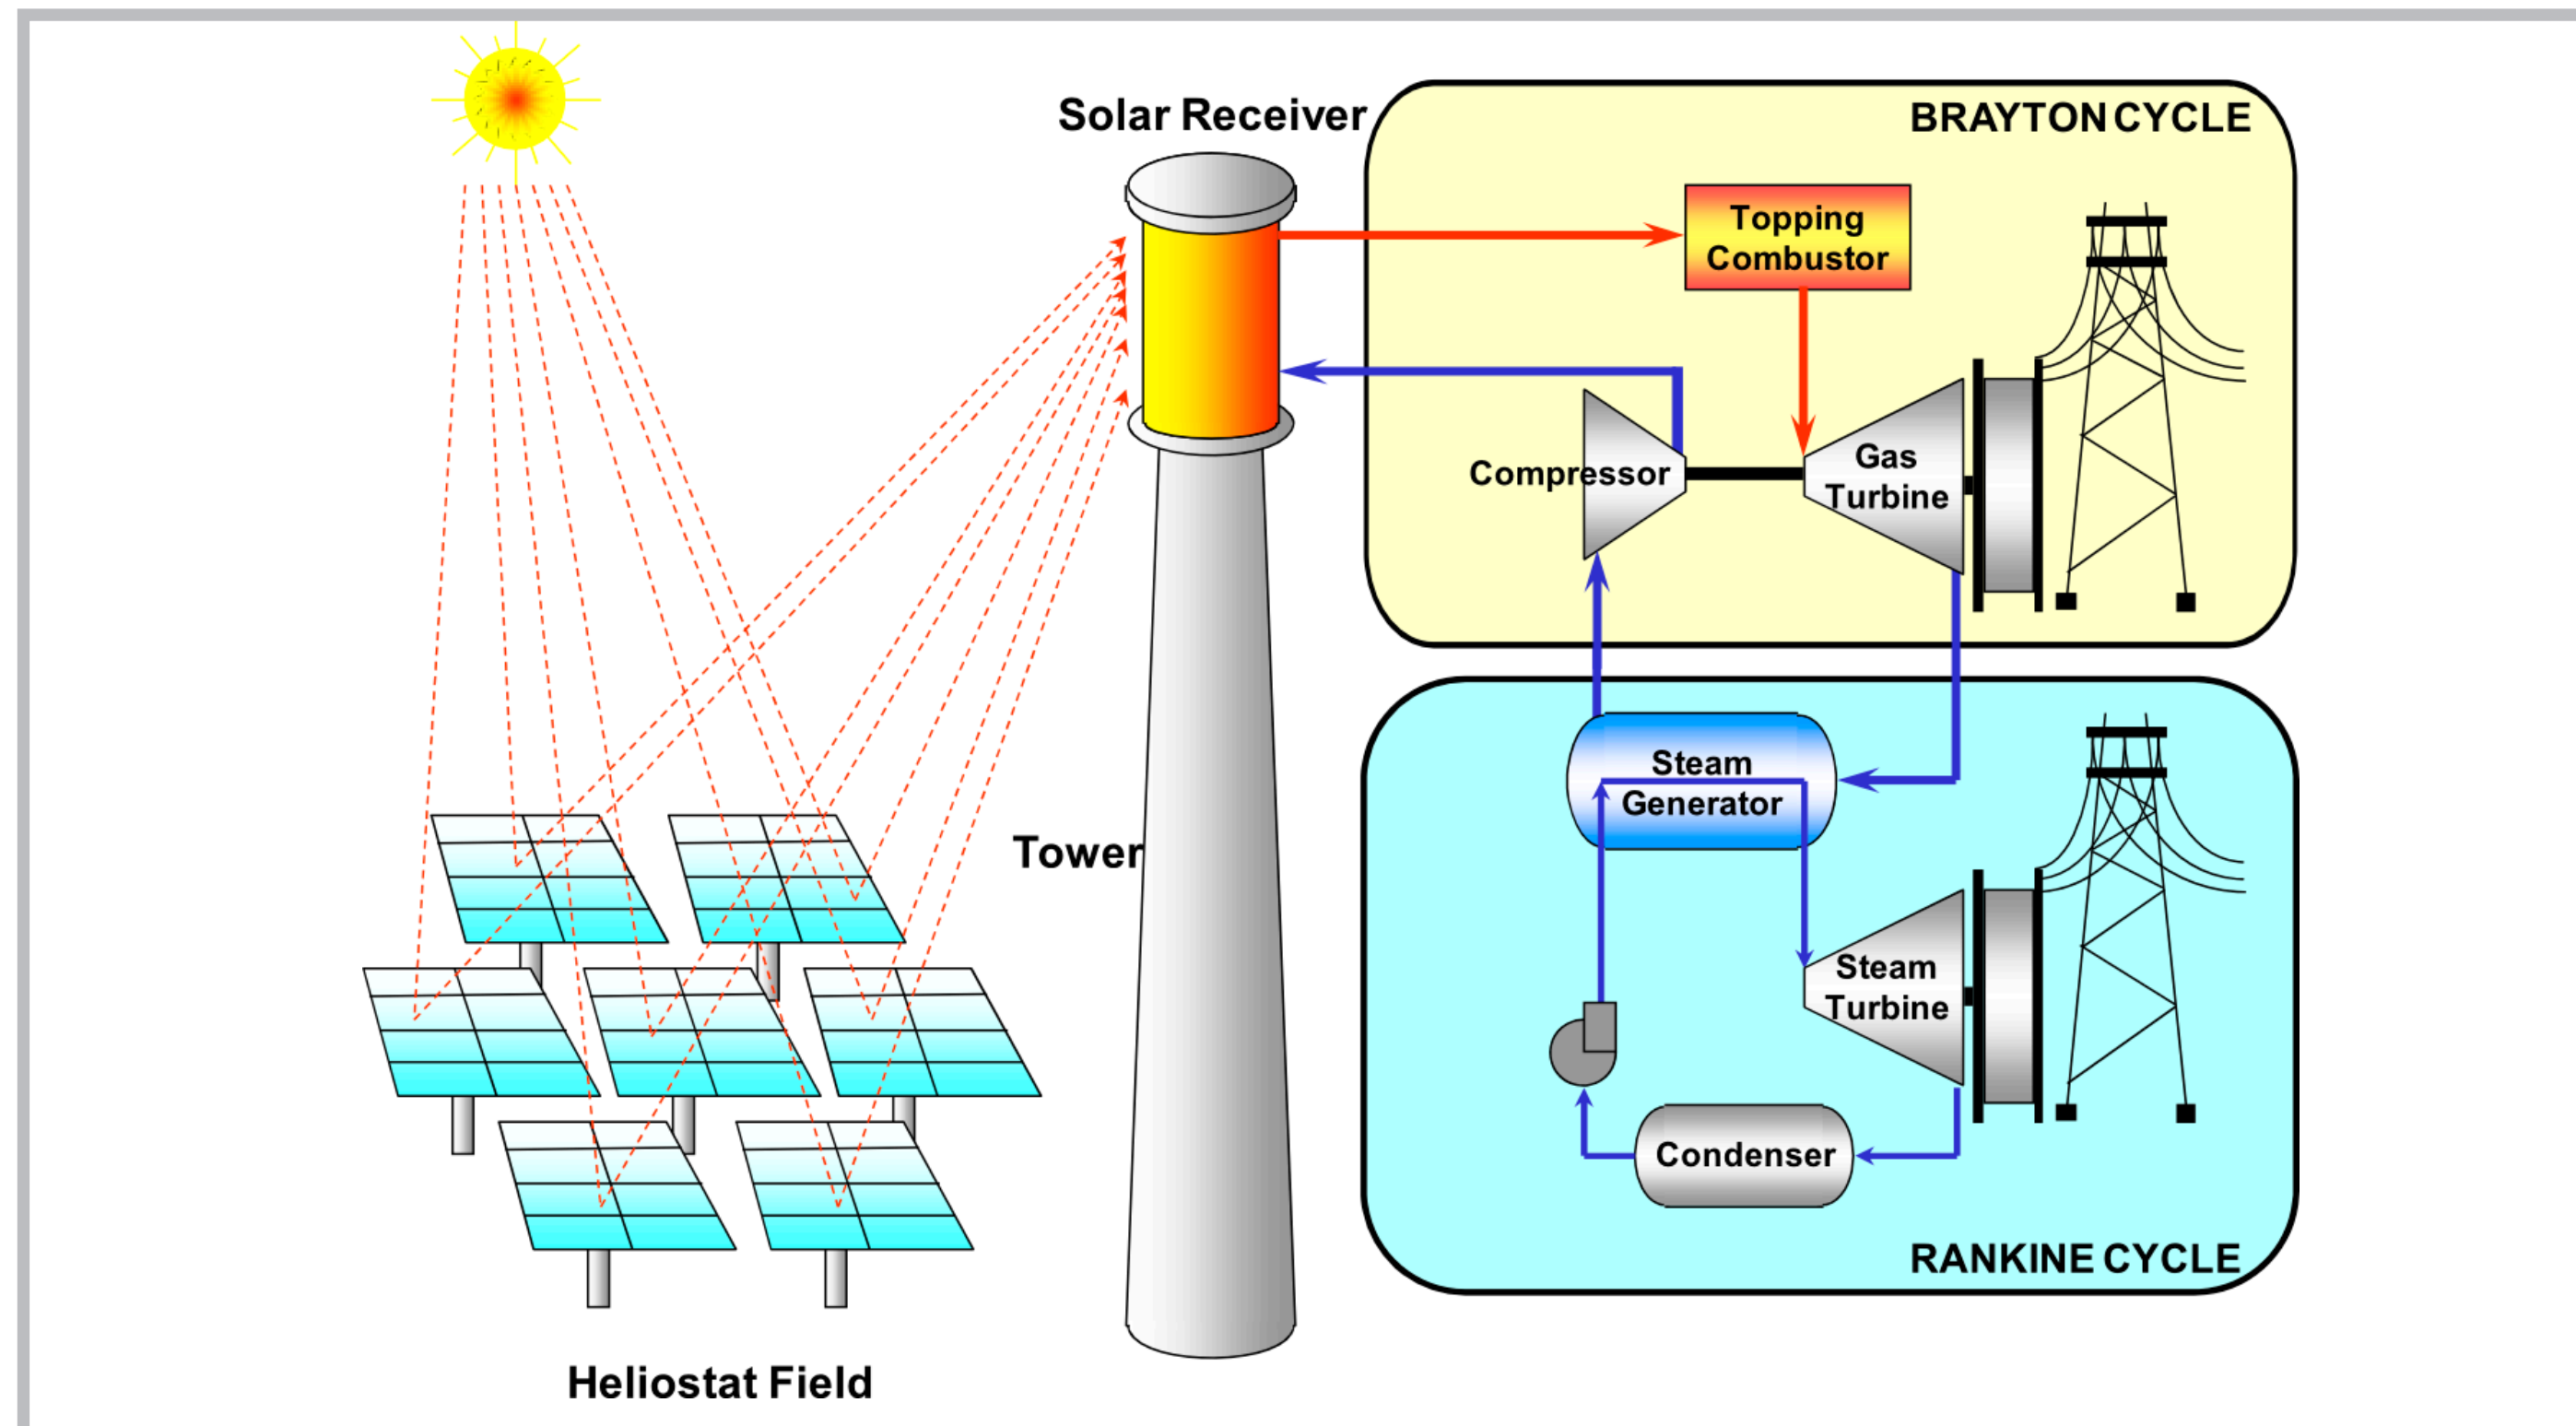 Solar Receiver
BRAYTON CYCLE
Topping
Combustor
Compressor
Gas
Turbine
Steam
Generator
Tower
Steam
Turbine
Condenser
RANKINE CYCLE
Heliostat Field